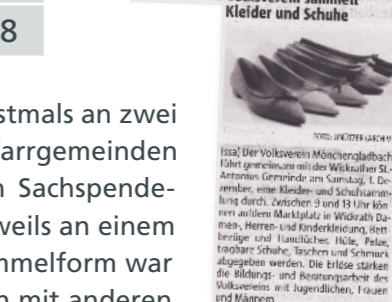 8
stmals an zwei
farrgemeinden
n Sachspende-
weils an einem
mmelform war
n mit anderen
Volksverein sammelt
Kleider und Schuhe
FOTO:
(ssa) Der Volksverein Mönchengladbach
führt gemeinsam mit der Wickrather St.-
Antonius Gemeinde am Samstag, 1. De-
zember, eine Kleider- und Schuhsamm-
lung durch. Zwischen 9 und 13 Uhr kön-
nen auf dem Marktplatz in Wickrath Da-
men-, Herren- und Kinderkleidung, Bett-
bezüge und Handtücher, Hüte, Pelze,
tragbare Schuhe, Taschen und Schmuck
abgegeben werden. Die Erlöse stärken
die Bildungs- und Beratungsarbeit des
Volksvereins mit Jugendlichen, Frauen
und Männern.